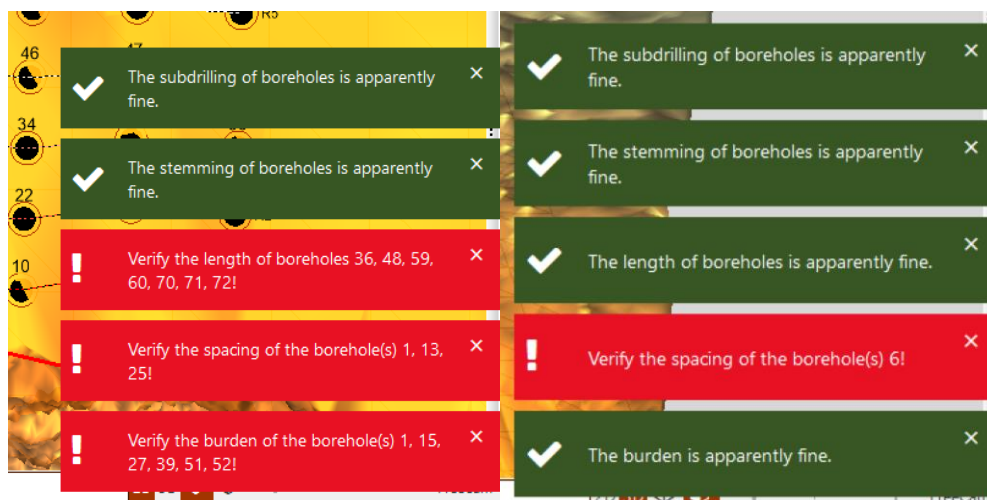 R5
46
47
The subdrilling of boreholes is apparently
fine.
34
The stemming of boreholes is apparently
fine.
22
10
Verify the length of boreholes 36, 48, 59,
60, 70, 71, 72!
Verify the spacing of the borehole(s) 1, 13,
25!
Verify the burden of the borehole(s) 1, 15,
27, 39, 51, 52!
The subdrilling of boreholes is apparently
fine.
The stemming of boreholes is apparently
fine.
The length of boreholes is apparently fine.
Verify the spacing of the borehole(s) 6!
The burden is apparently fine.